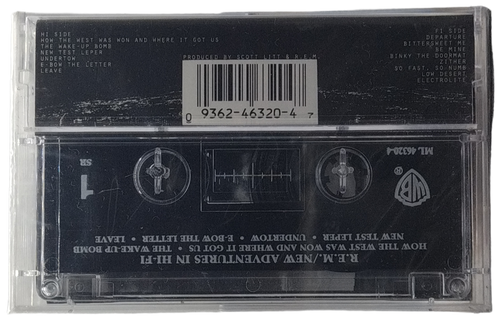 HI SIDE
HOW THE WEST WAS WON AND WHERE IT GOT US
THE WAKE-UP BOMB
NEW TEST LEPER
UNDERTOW
E-BOW THE LETTER
LEAVE
FI SIDE
DEPARTURE
BITTERSWEET ME
BE MINE
BINKY THE DOORMAT
ZITHER
SO FAST, SO NUMB
LOW DESERT
ELECTROLITE
PRODUCED BY SCOTT LITT & R.E.M.
0 9362-46320-4 7
R.E.M./NEW ADVENTURES IN HI-FI
HOW THE WEST WAS WON AND WHERE IT GOT US • THE WAKE-UP BOMB
NEW TEST LEPER • UNDERTOW • E-BOW THE LETTER • LEAVE
WB
®
ML 46320-4
1
SR